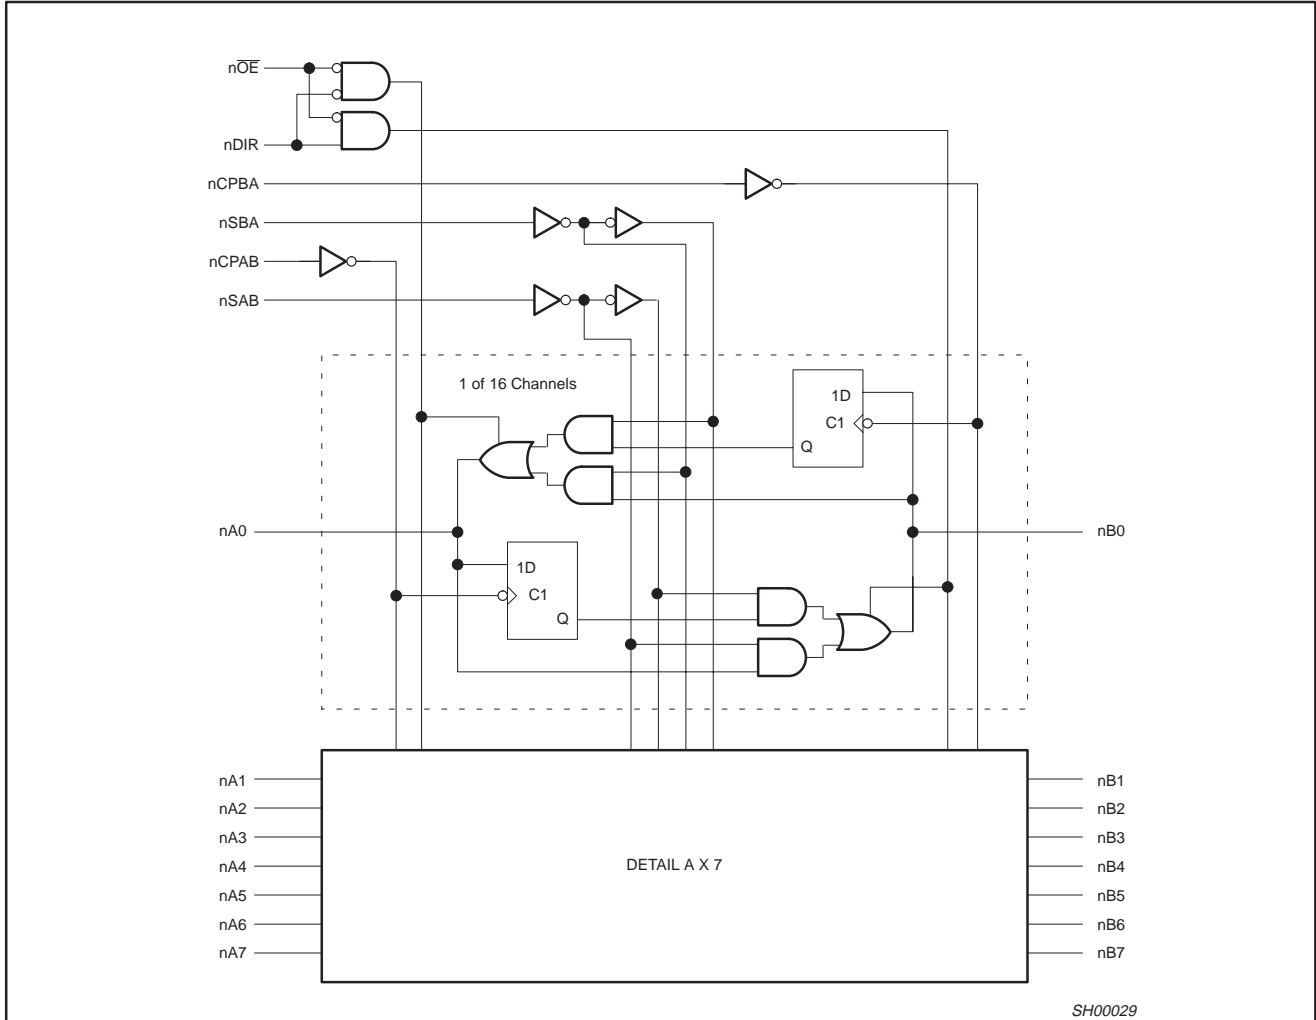 nO̅E̅
nDIR
nCPBA
nSBA
nCPAB
nSAB
1 of 16 Channels
1D
C1
Q
nA0
nB0
1D
C1
Q
nA1
nA2
nA3
nA4
nA5
nA6
nA7
DETAIL A X 7
nB1
nB2
nB3
nB4
nB5
nB6
nB7
SH00029